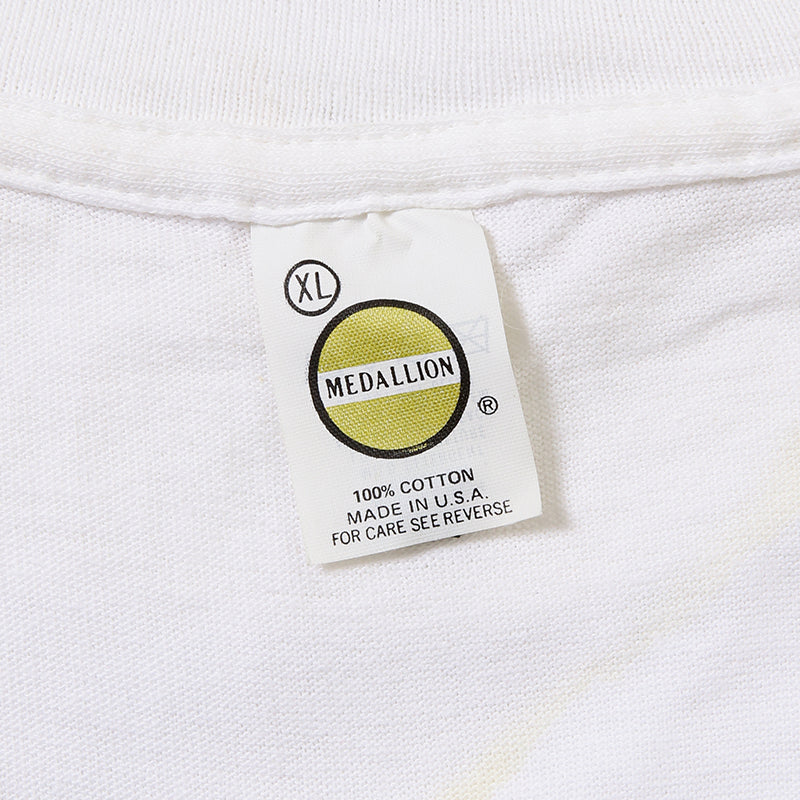 XL
MEDALLION
®
100% COTTON
MADE IN U.S.A.
FOR CARE SEE REVERSE